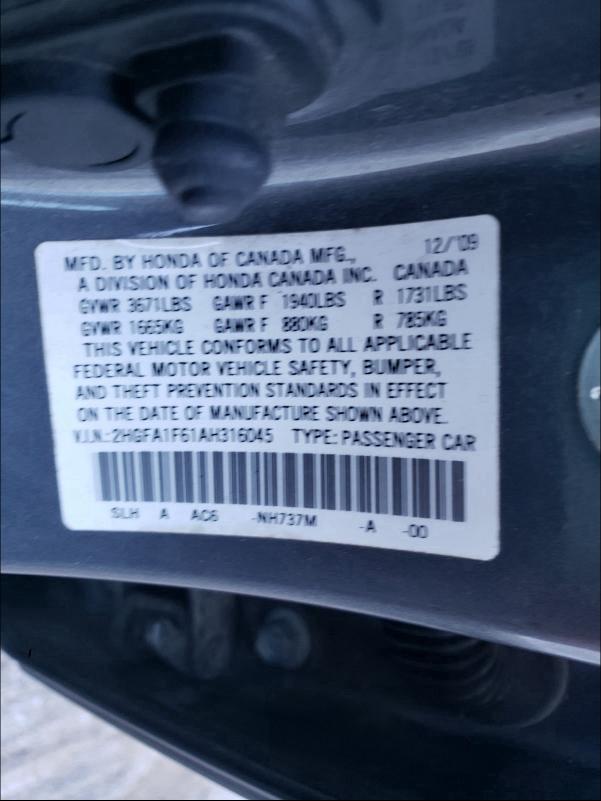 MFD. BY HONDA OF CANADA MFG., 12/'09
A DIVISION OF HONDA CANADA INC. CANADA
GVWR 3671LBS GAWR F 1940LBS R 1731LBS
GVWR 1665KG GAWR F 880KG R 785KG
THIS VEHICLE CONFORMS TO ALL APPLICABLE
FEDERAL MOTOR VEHICLE SAFETY, BUMPER,
AND THEFT PREVENTION STANDARDS IN EFFECT
ON THE DATE OF MANUFACTURE SHOWN ABOVE.
V.I.N.:2HGFA1F61AH316045 TYPE:PASSENGER CAR
SLH A AC6 -NH737M -A -00